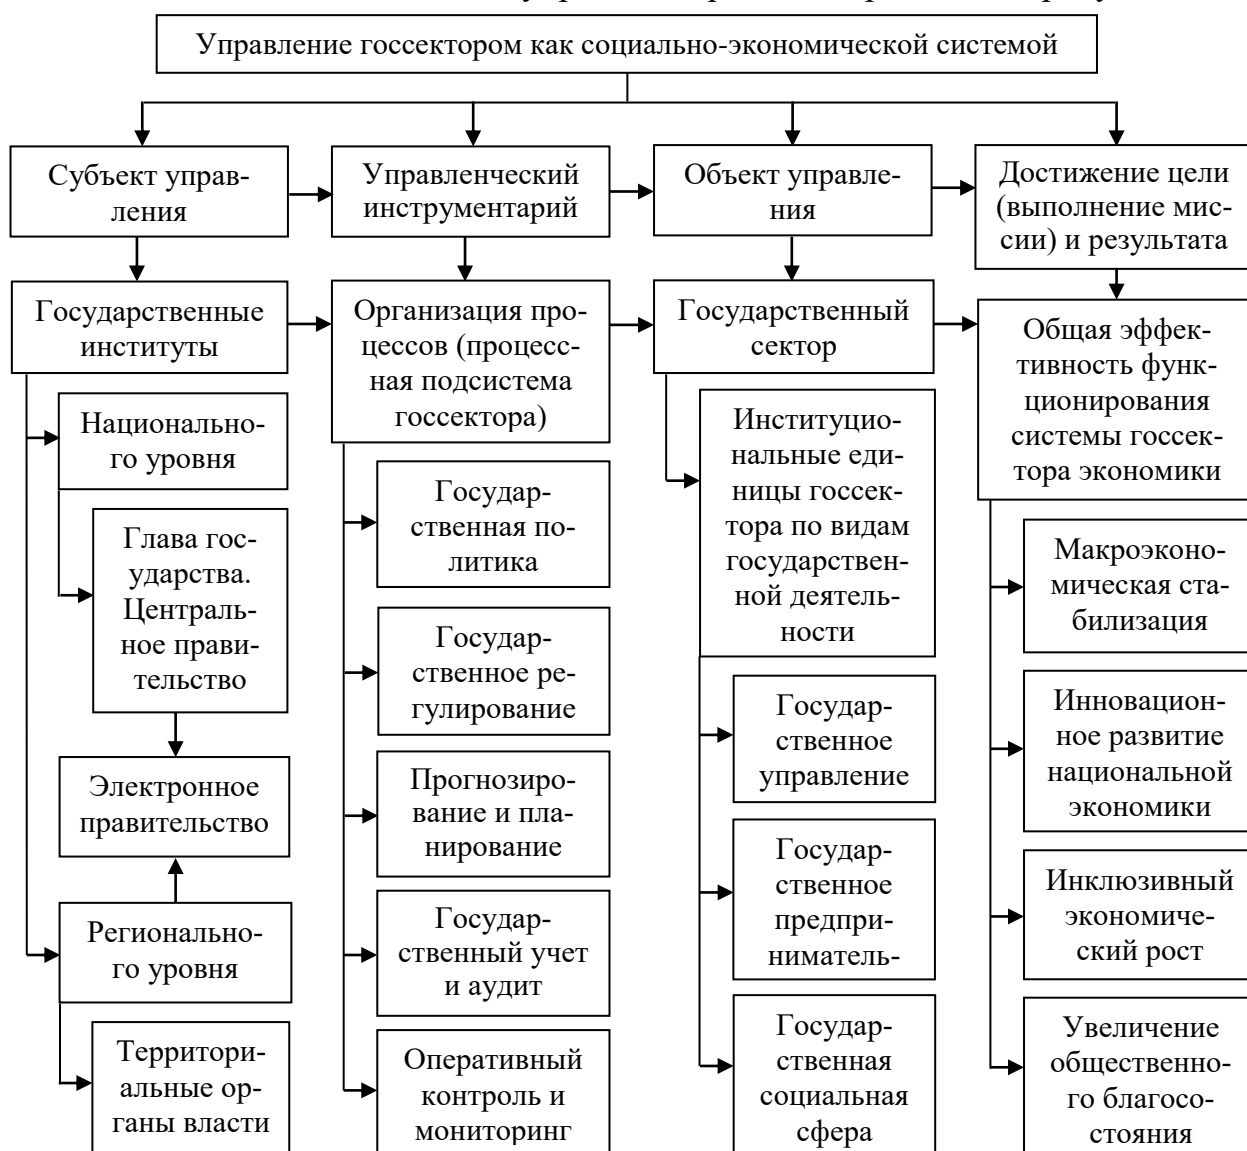 Управление госсектором как социально-экономической системой
Субъект управ-
ления
Управленческий
инструментарий
Объект управле-
ния
Достижение цели
(выполнение мис-
сии) и результата
Государственные
институты
Организация про-
цессов (процесс-
ная подсистема
госсектора)
Государственный
сектор
Общая эффек-
тивность функ-
ционирования
системы госсек-
тора экономики
Национально-
го уровня
Глава гос-
ударства.
Централь-
ное прави-
тельство
Электронное
правительство
Регионально-
го уровня
Территори-
альные ор-
ганы власти
Государ-
ственная по-
литика
Государ-
ственное ре-
гулирование
Прогнозиро-
вание и пла-
нирование
Государ-
ственный учет
и аудит
Оперативный
контроль и
мониторинг
Институцио-
нальные еди-
ницы госсек-
тора по видам
государствен-
ной деятель-
ности
Государ-
ственное
управление
Государ-
ственное
предпри-
ниматель-
Государ-
ственная
социальная
сфера
Макроэконо-
мическая ста-
билизация
Инновацион-
ное развитие
национальной
экономики
Инклюзивный
экономиче-
ский рост
Увеличение
общественно-
го благосо-
стояния